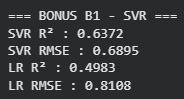 === BONUS B1 - SVR ===
SVR R² : 0.6372
SVR RMSE : 0.6895
LR R² : 0.4983
LR RMSE : 0.8108